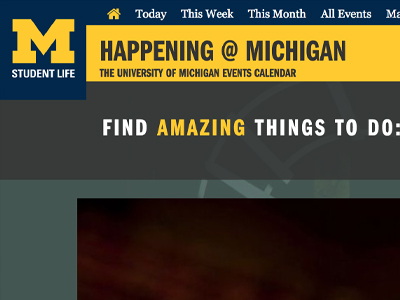 Today This Week This Month All Events Ma
M
STUDENT LIFE
HAPPENING @ MICHIGAN
THE UNIVERSITY OF MICHIGAN EVENTS CALENDAR
FIND AMAZING THINGS TO DO: